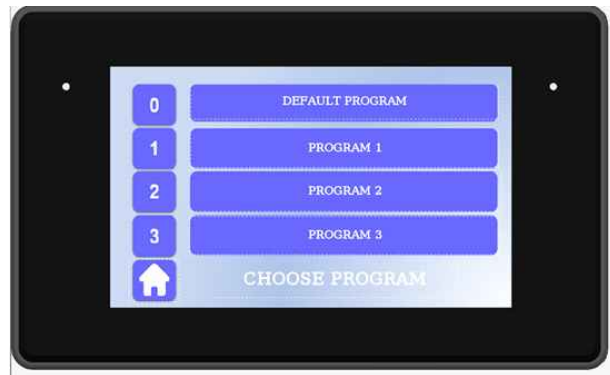 0 DEFAULT PROGRAM
1 PROGRAM 1
2 PROGRAM 2
3 PROGRAM 3
CHOOSE PROGRAM